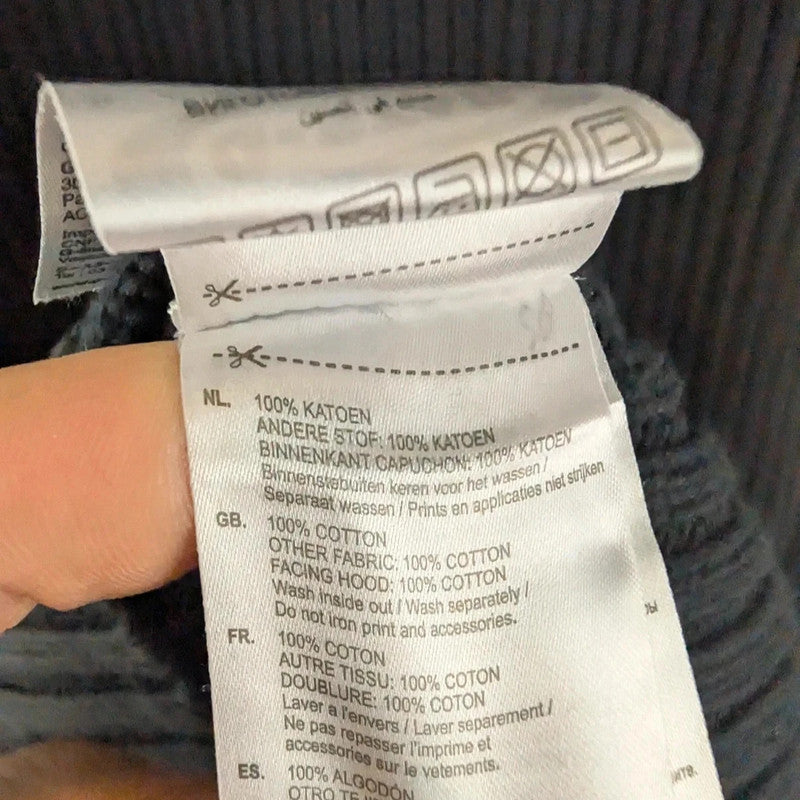 NL. 100% KATOEN
ANDERE STOF: 100% KATOEN
BINNENKANT CAPUCHON: 100% KATOEN
Binnenstebuiten keren voor het wassen /
Separaat wassen / Prints en applicaties niet strijken
GB. 100% COTTON
OTHER FABRIC: 100% COTTON
FACING HOOD: 100% COTTON
Wash inside out / Wash separately /
Do not iron print and accessories.
FR. 100% COTON
AUTRE TISSU: 100% COTON
DOUBLURE: 100% COTON
Laver a l'envers / Laver separement /
Ne pas repasser l'imprime et
accessories sur le vetements.
ES. 100% ALGODÓN